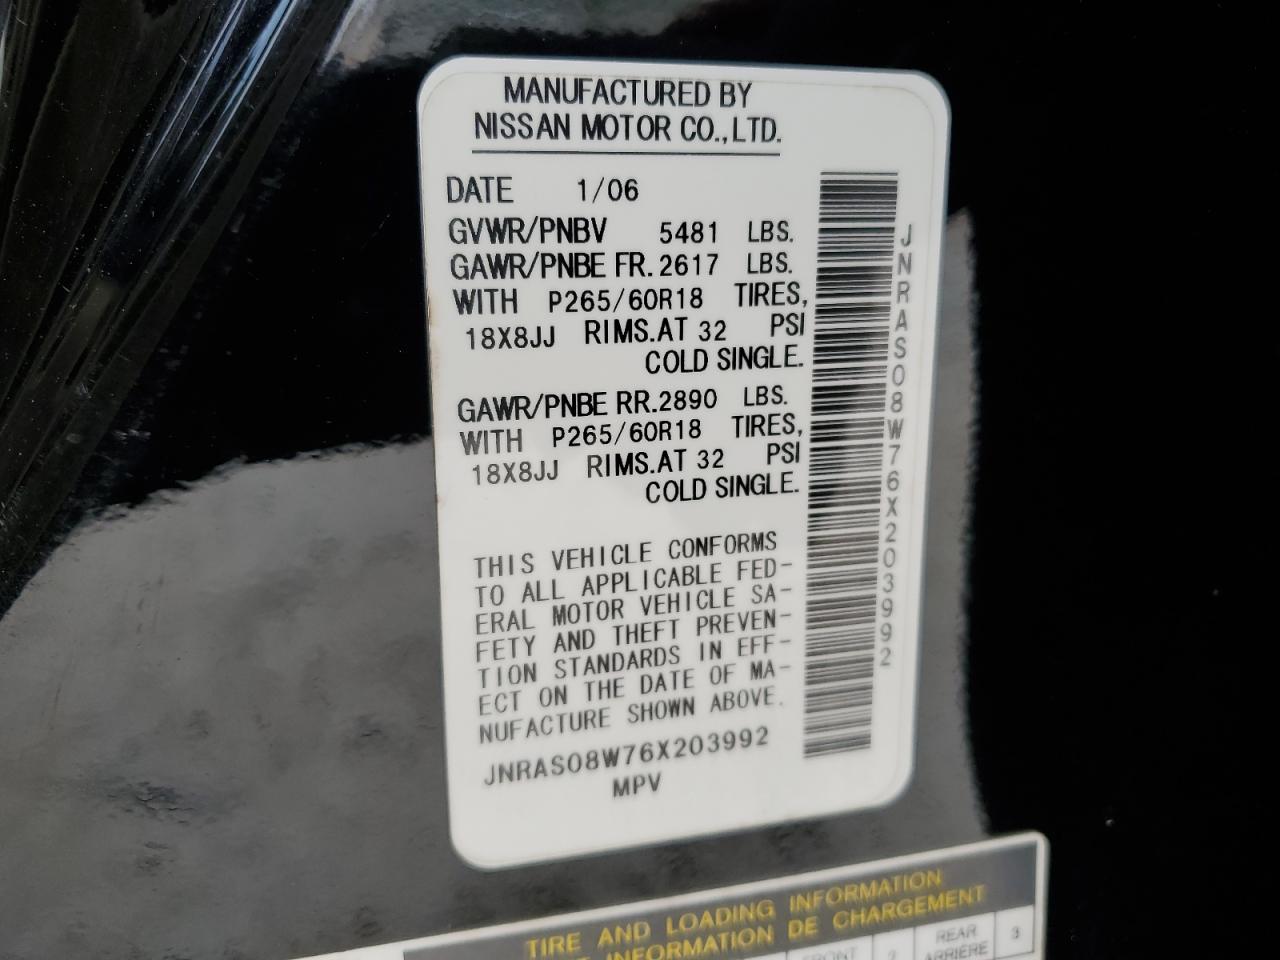 MANUFACTURED BY
NISSAN MOTOR CO.,LTD.
DATE 1/06
GVWR/PNBV 5481 LBS.
GAWR/PNBE FR. 2617 LBS.
WITH P265/60R18 TIRES,
18X8JJ RIMS.AT 32 PSI
COLD SINGLE.
GAWR/PNBE RR. 2890 LBS.
WITH P265/60R18 TIRES,
18X8JJ RIMS.AT 32 PSI
COLD SINGLE.
THIS VEHICLE CONFORMS
TO ALL APPLICABLE FED-
ERAL MOTOR VEHICLE SA-
FETY AND THEFT PREVEN-
TION STANDARDS IN EFF-
ECT ON THE DATE OF MA-
NUFACTURE SHOWN ABOVE.
JNRAS08W76X203992
MPV
JNRAS08W76X203992
TIRE AND LOADING INFORMATION
INFORMATION DE CHARGEMENT
FRONT 2 REAR 3
ARRIÈRE